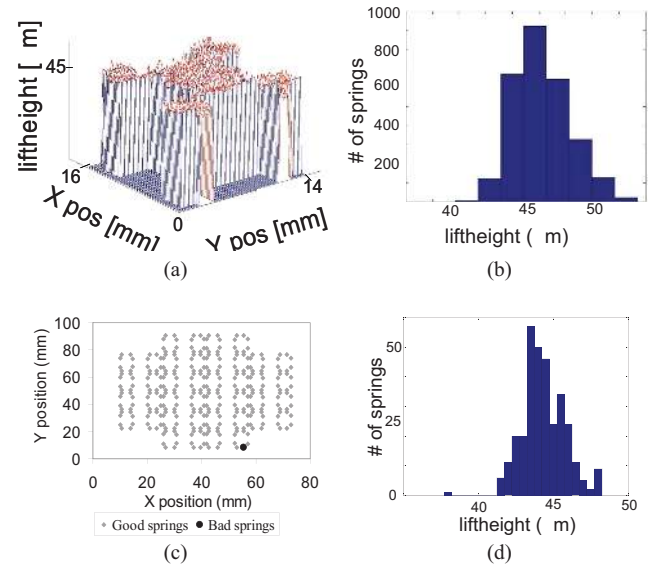 (a)
liftheight [ m]
45
16
X pos [mm]
0
Y pos [mm]
14
(b)
1000
800
600
400
200
# of springs
40 45 50
liftheight ( m)
(a)
(b)
(c)
100
80
60
40
20
0
Y position (mm)
0 20 40 60 80
X position (mm)
Good springs Bad springs
(c)
(d)
50
25
0
# of springs
40 45 50
liftheight ( m)
(d)